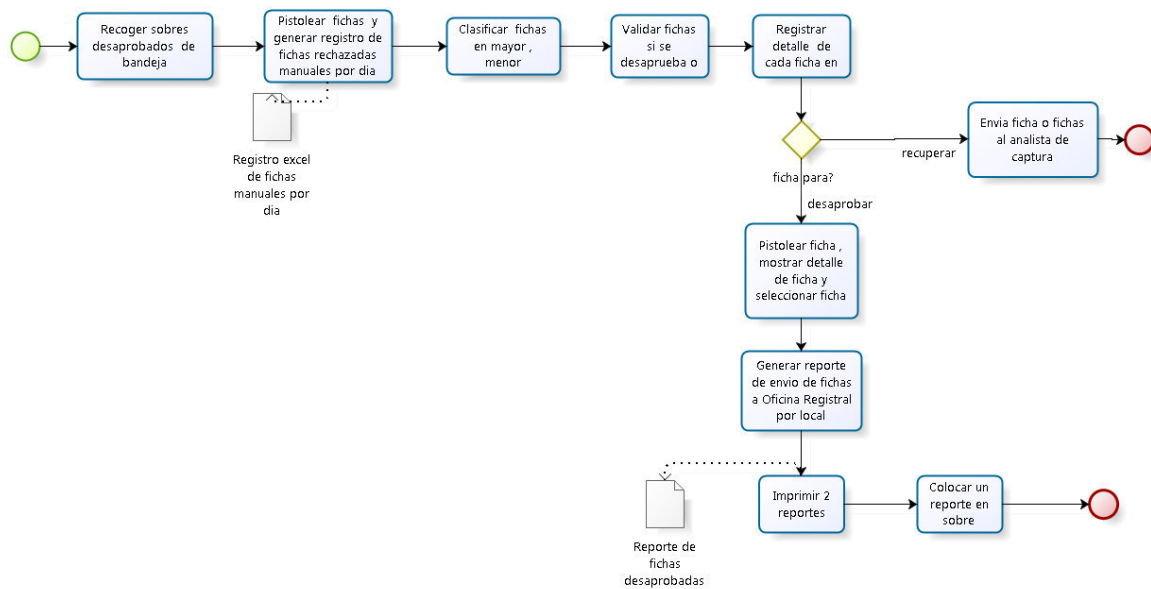 Recoger sobres
desaprobados de
bandeja
Pistolear fichas y
generar registro de
fichas rechazadas
manuales por dia
Clasificar fichas
en mayor ,
menor
Validar fichas
si se
desaprueba o
Registrar
detalle de
cada ficha en
Registro excel
de fichas
manuales por
dia
ficha para?
recuperar
Envia ficha o fichas
al analista de
captura
desaprobar
Pistolear ficha ,
mostrar detalle
de ficha y
seleccionar ficha
Generar reporte
de envio de fichas
a Oficina Registral
por local
Imprimir 2
reportes
Colocar un
reporte en
sobre
Reporte de
fichas
desaprobadas